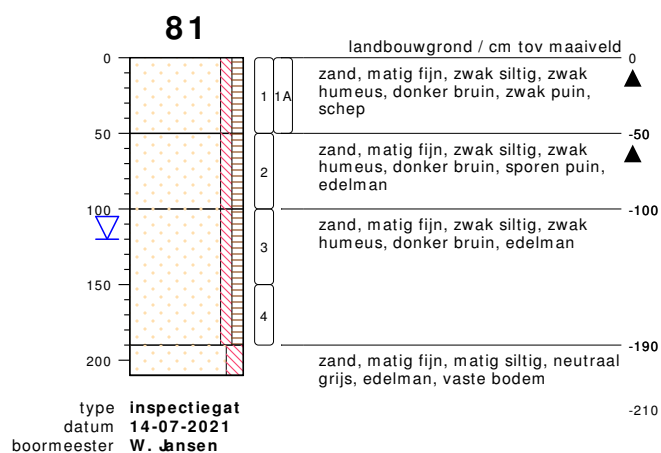 81
landbouwgrond / cm tov maaiveld
0
0
zand, matig fijn, zwak siltig, zwak
humeus, donker bruin, zwak puin,
schep
1
1A
50
-50
zand, matig fijn, zwak siltig, zwak
humeus, donker bruin, sporen puin,
edelman
2
100
-100
zand, matig fijn, zwak siltig, zwak
humeus, donker bruin, edelman
3
150
4
-190
200
zand, matig fijn, matig siltig, neutraal
grijs, edelman, vaste bodem
-210
type inspectiegat
datum 14-07-2021
boormeester W. Jansen